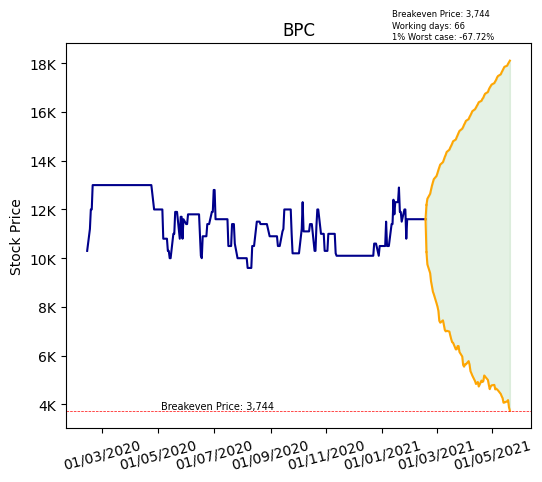 Breakeven Price: 3,744
Working days: 66
1% Worst case: -67.72%
BPC
Stock Price
18K
16K
14K
12K
10K
8K
6K
4K
Breakeven Price: 3,744
01/03/2020
01/05/2020
01/07/2020
01/09/2020
01/11/2020
01/01/2021
01/03/2021
01/05/2021